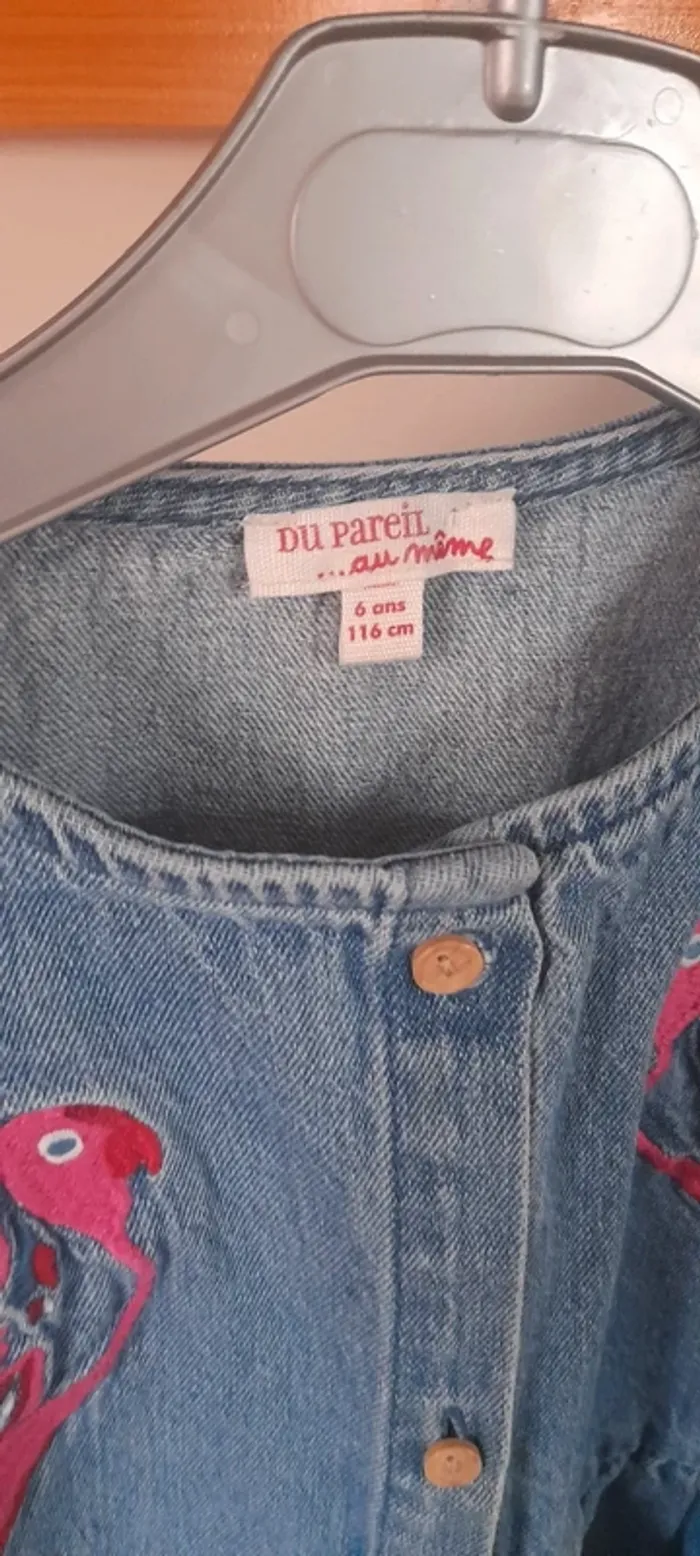 DU PAREIL
...au même
6 ans
116 cm